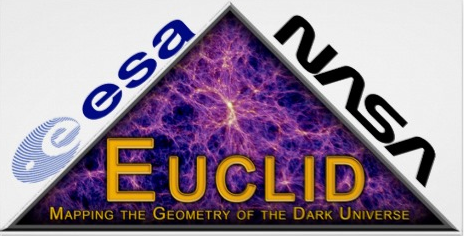 esa
NASA
EUCLID
MAPPING THE GEOMETRY OF THE DARK UNIVERSE